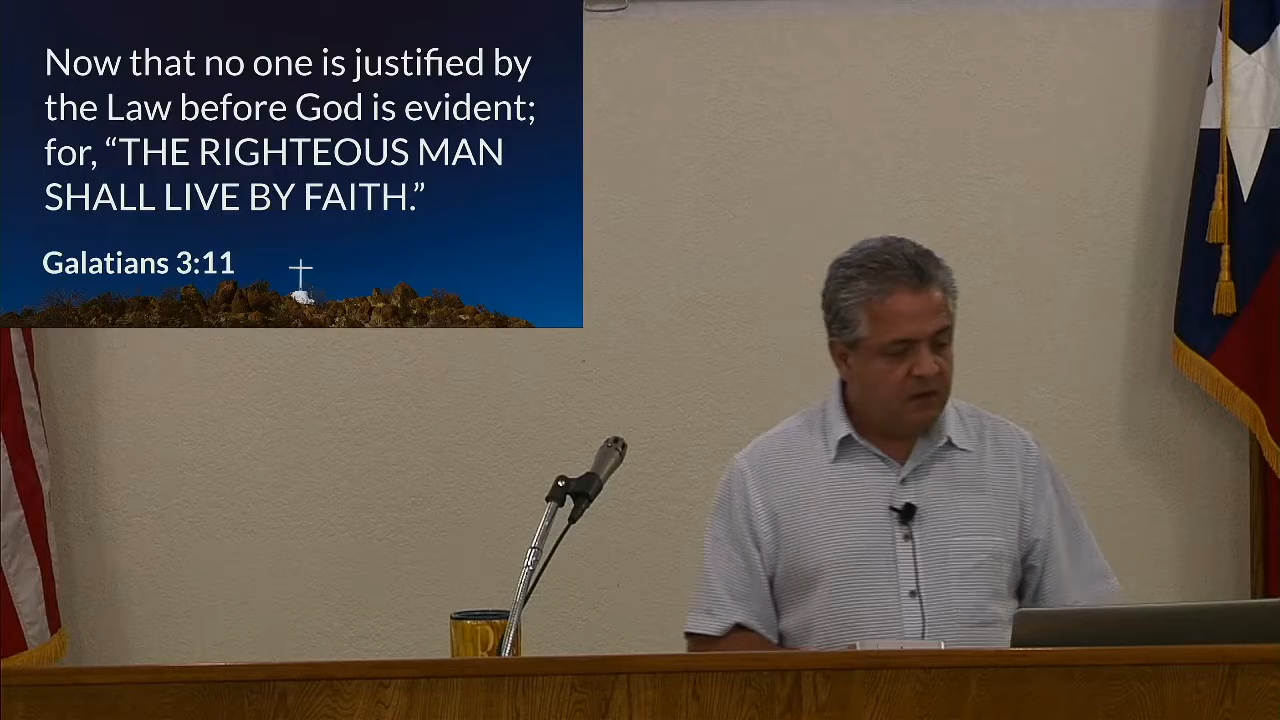 Now that no one is justified by
the Law before God is evident;
for, “THE RIGHTEOUS MAN
SHALL LIVE BY FAITH.”
Galatians 3:11